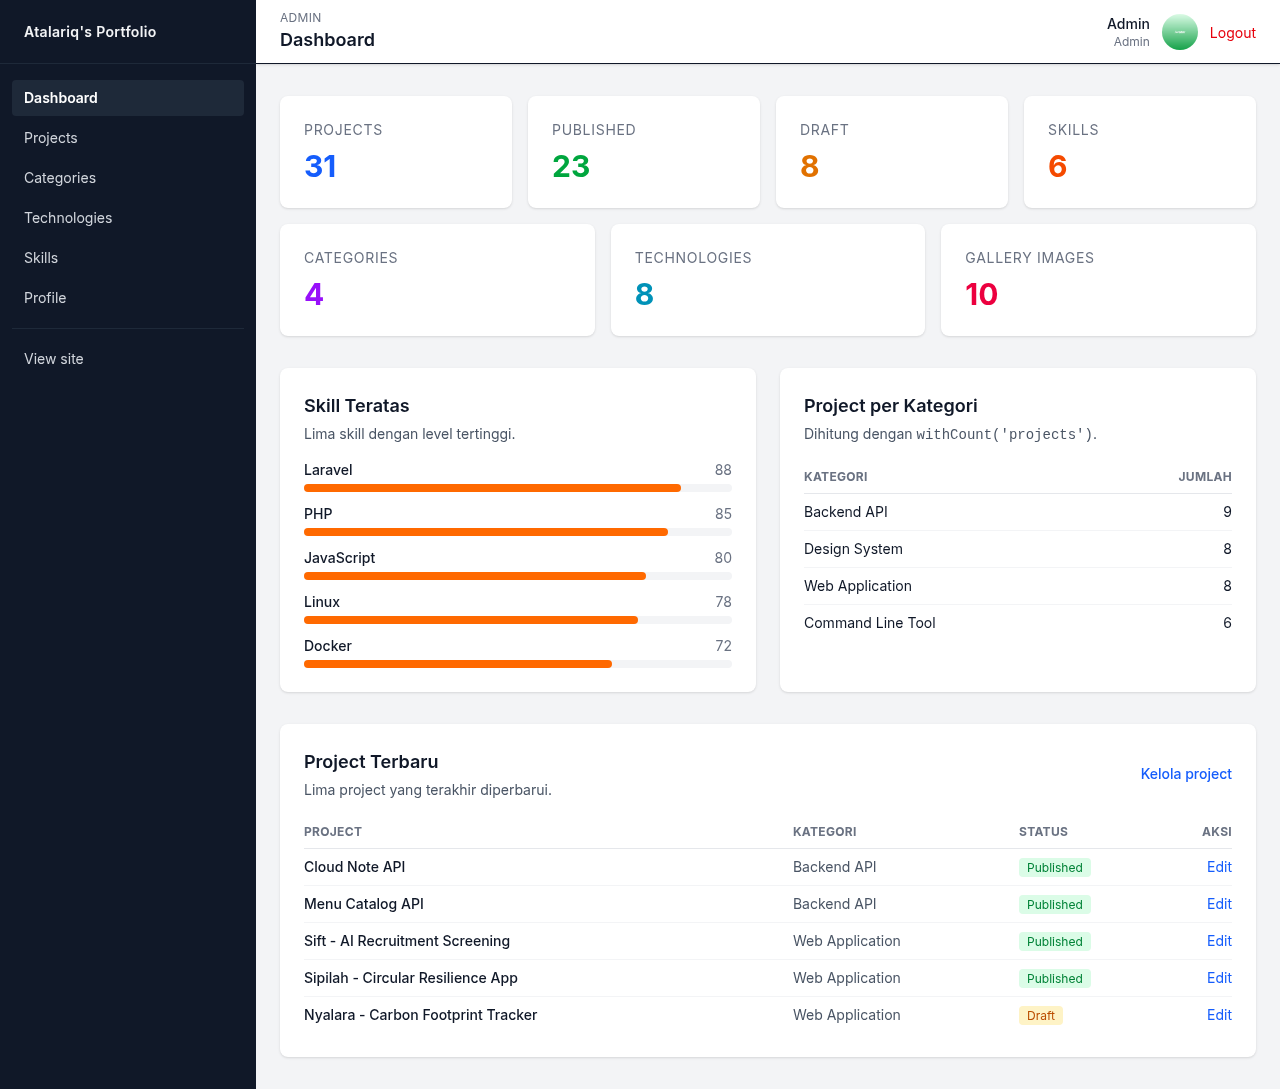 Atalariq's Portfolio
Dashboard
Projects
Categories
Technologies
Skills
Profile
View site
ADMIN
Dashboard
Admin
Admin
Logout
PROJECTS
31
PUBLISHED
23
DRAFT
8
SKILLS
6
CATEGORIES
4
TECHNOLOGIES
8
GALLERY IMAGES
10
Skill Teratas
Lima skill dengan level tertinggi.
Laravel 88
PHP 85
JavaScript 80
Linux 78
Docker 72
Project per Kategori
Dihitung dengan withCount('projects').
KATEGORI JUMLAH
Backend API 9
Design System 8
Web Application 8
Command Line Tool 6
Project Terbaru
Lima project yang terakhir diperbarui.
Kelola project
PROJECT KATEGORI STATUS AKSI
Cloud Note API Backend API Published Edit
Menu Catalog API Backend API Published Edit
Sift - AI Recruitment Screening Web Application Published Edit
Sipilah - Circular Resilience App Web Application Published Edit
Nyalara - Carbon Footprint Tracker Web Application Draft Edit